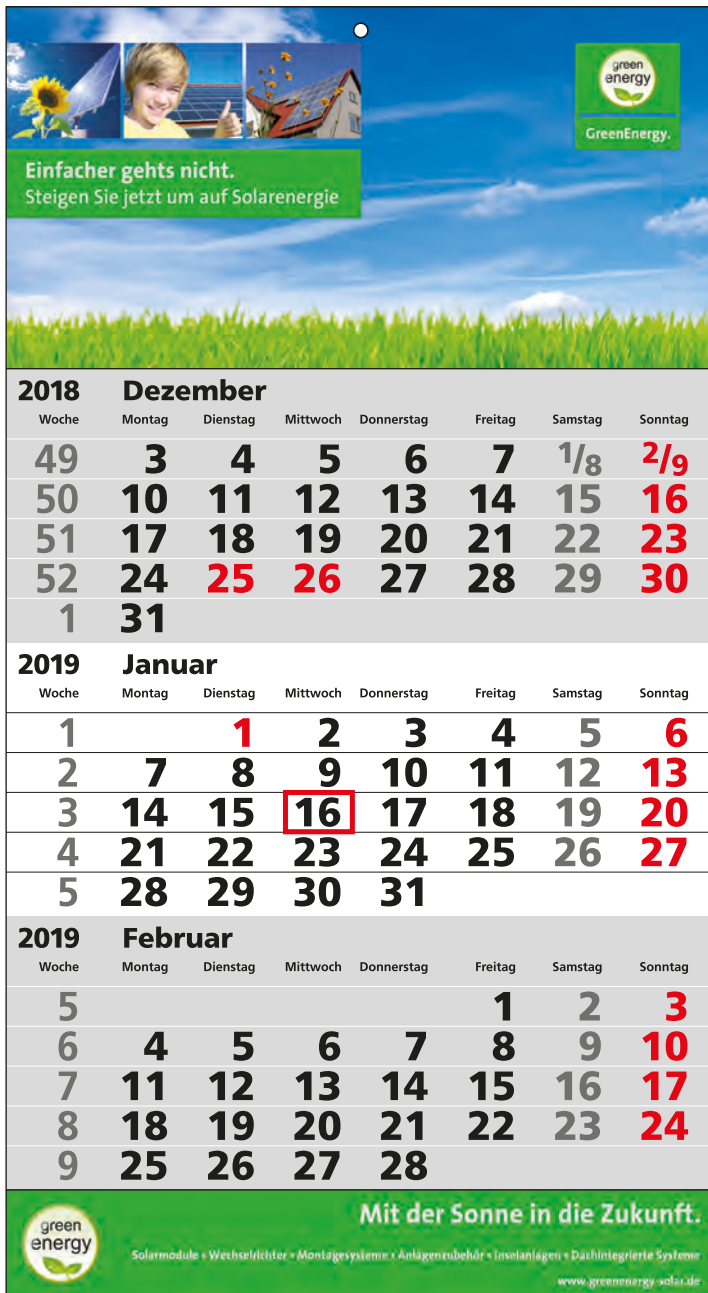 green
energy
GreenEnergy.
Einfacher gehts nicht.
Steigen Sie jetzt um auf Solarenergie
2018 Dezember
Woche Montag Dienstag Mittwoch Donnerstag Freitag Samstag Sonntag
49 3 4 5 6 7 1/8 2/9
50 10 11 12 13 14 15 16
51 17 18 19 20 21 22 23
52 24 25 26 27 28 29 30
1 31
2019 Januar
Woche Montag Dienstag Mittwoch Donnerstag Freitag Samstag Sonntag
1 1 2 3 4 5 6
2 7 8 9 10 11 12 13
3 14 15 16 17 18 19 20
4 21 22 23 24 25 26 27
5 28 29 30 31
2019 Februar
Woche Montag Dienstag Mittwoch Donnerstag Freitag Samstag Sonntag
5 1 2 3
6 4 5 6 7 8 9 10
7 11 12 13 14 15 16 17
8 18 19 20 21 22 23 24
9 25 26 27 28
green
energy
Mit der Sonne in die Zukunft.
Solarmodule • Wechselrichter • Montagesysteme • Anlagenzubehör • Inselanlagen • Dachintegrierte Systeme
www.greenenergy-solar.de